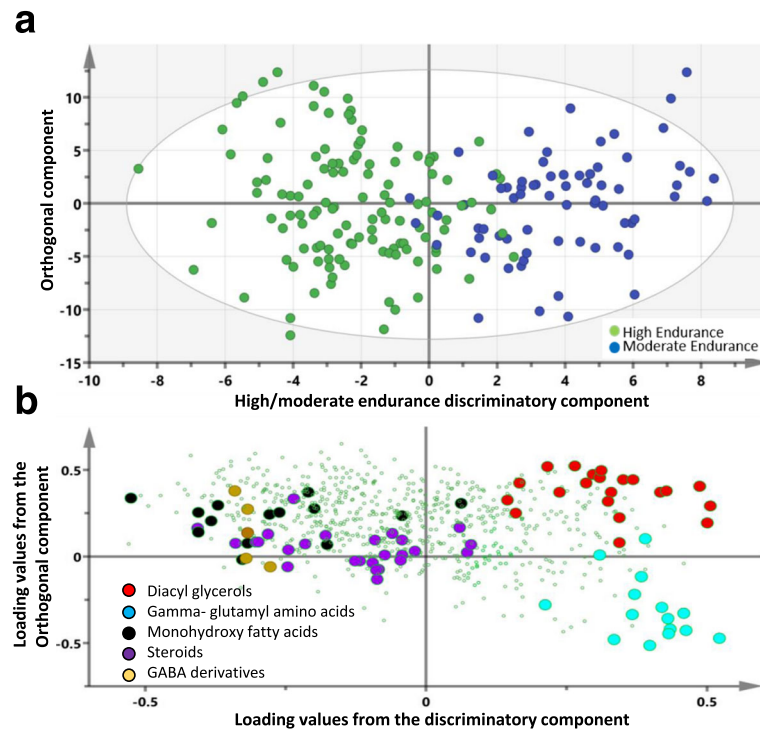 a
Orthogonal component
10
5
0
-5
-10
-15
-10 -8 -6 -4 -2 0 2 4 6 8
High Endurance
Moderate Endurance
High/moderate endurance discriminatory component
b
Loading values from the
Orthogonal component
0.5
0
-0.5
Diacyl glycerols
Gamma- glutamyl amino acids
Monohydroxy fatty acids
Steroids
GABA derivatives
-0.5 0 0.5
Loading values from the discriminatory component